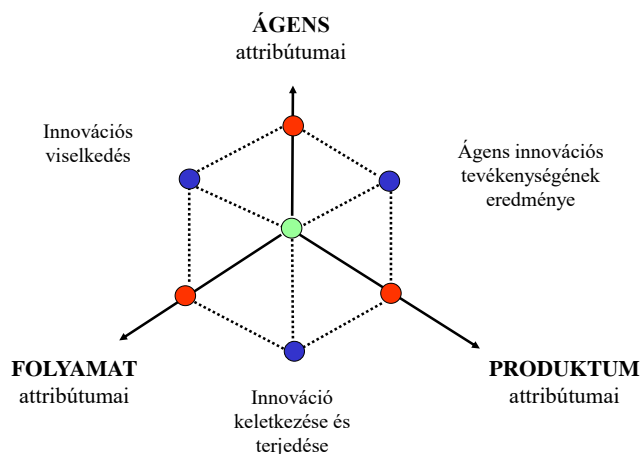 ÁGENS
attribútumai
Innovációs
viselkedés
Ágens innovációs
tevékenységének
eredménye
FOLYAMAT
attribútumai
PRODUKTUM
attribútumai
Innováció
keletkezése és
terjedése